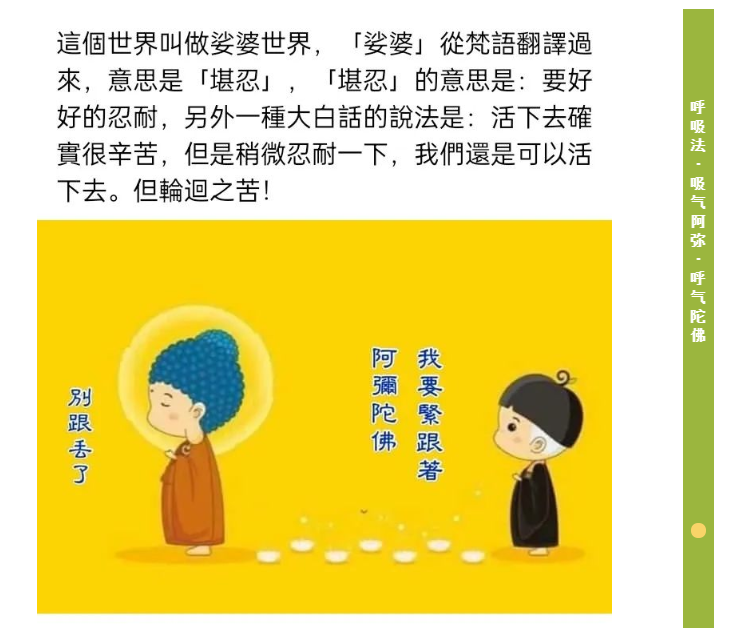 這個世界叫做娑婆世界，「娑婆」從梵語翻譯過
來，意思是「堪忍」，「堪忍」的意思是：要好
好的忍耐，另外一種大白話的說法是：活下去確
實很辛苦，但是稍微忍耐一下，我們還是可以活
下去。但輪迴之苦！
別跟丢了
我要緊跟著
阿彌陀佛
呼吸法-吸气阿弥-呼气陀佛